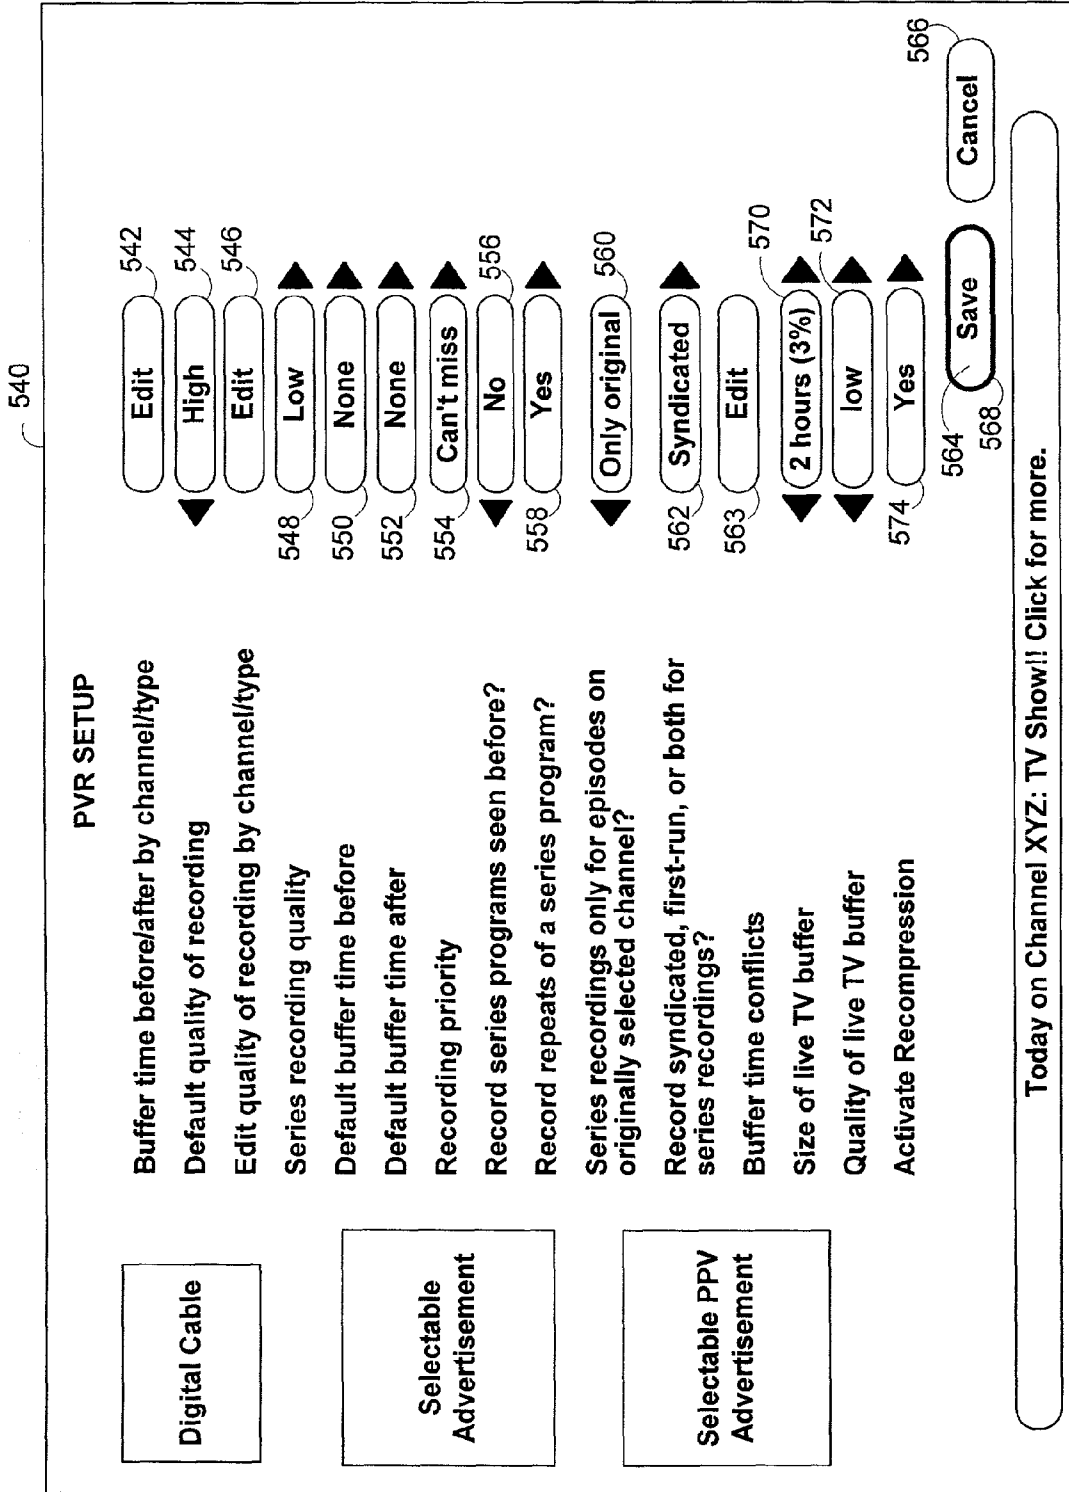 540
PVR SETUP
Digital Cable
Selectable
Advertisement
Selectable PPV
Advertisement
Buffer time before/after by channel/type
Edit
542
Default quality of recording
High
544
Edit quality of recording by channel/type
Edit
546
Series recording quality
548
Low
Default buffer time before
550
None
Default buffer time after
552
None
Recording priority
554
Can't miss
Record series programs seen before?
No
556
Record repeats of a series program?
558
Yes
Series recordings only for episodes on
originally selected channel?
Only original
560
Record syndicated, first-run, or both for
series recordings?
562
Syndicated
Buffer time conflicts
563
Edit
Size of live TV buffer
2 hours (3%)
570
Quality of live TV buffer
low
572
Activate Recompression
574
Yes
564
Save
568
Cancel
566
Today on Channel XYZ: TV Show!! Click for more.